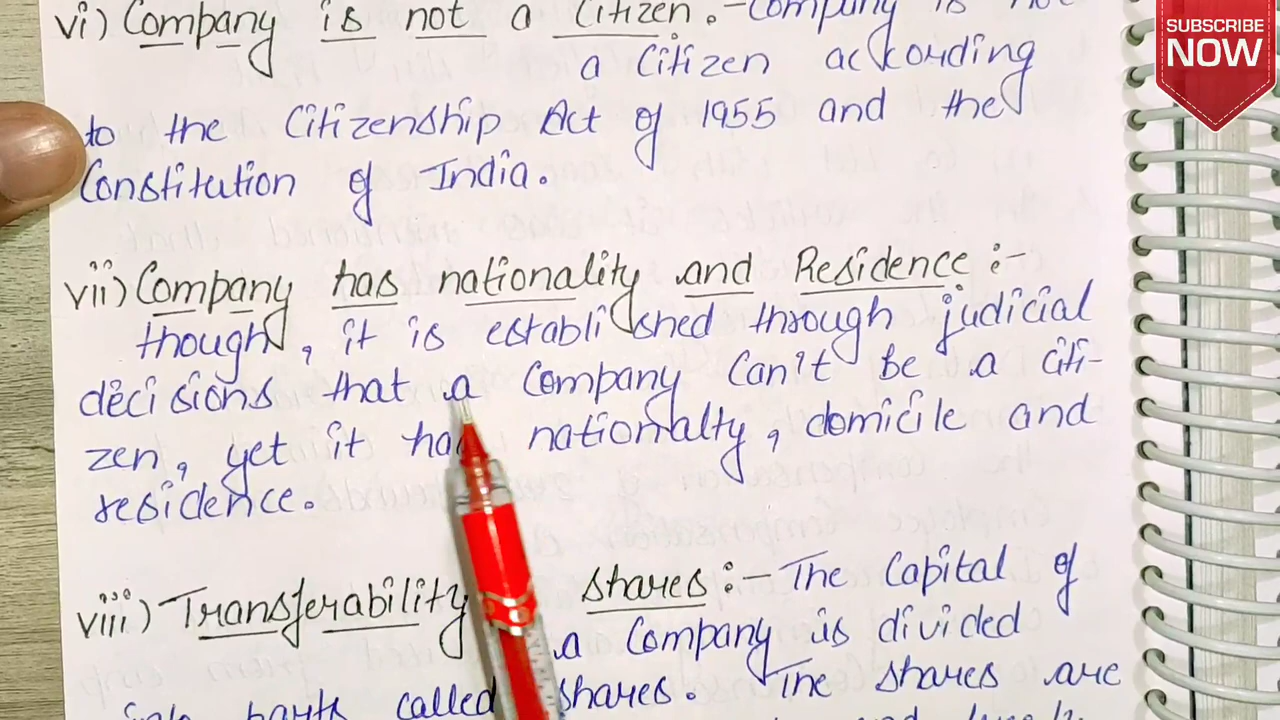 vi) Company is not a Citizen.- Company is not
a Citizen according
to the Citizenship Act of 1955 and the
Constitution of India.
vii) Company has nationality and Residence :-
though, it is established through judicial
decisions that a Company Can't be a citi-
zen, yet it has nationalty, domicile and
residence.
viii) Transferability shares :- The Capital of
a Company is divided
into parts called shares. The shares are
SUBSCRIBE
NOW